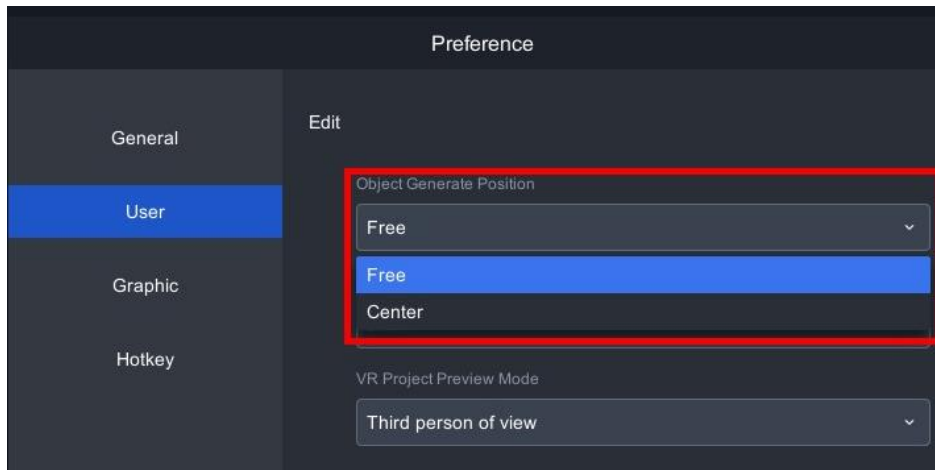 Preference
General
User
Graphic
Hotkey
Edit
Object Generate Position
Free
Free
Center
VR Project Preview Mode
Third person of view